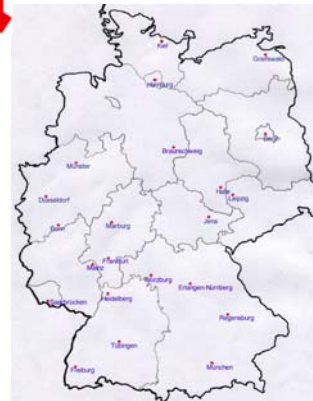 Kiel
Greifswald
Hamburg
Berlin
Braunschweig
Münster
Halle
Leipzig
Düsseldorf
Jena
Bonn
Marburg
Frankfurt
Mainz
Würzburg
Erlangen-Nürnberg
Heidelberg
Saarbrücken
Regensburg
Tübingen
Freiburg
München